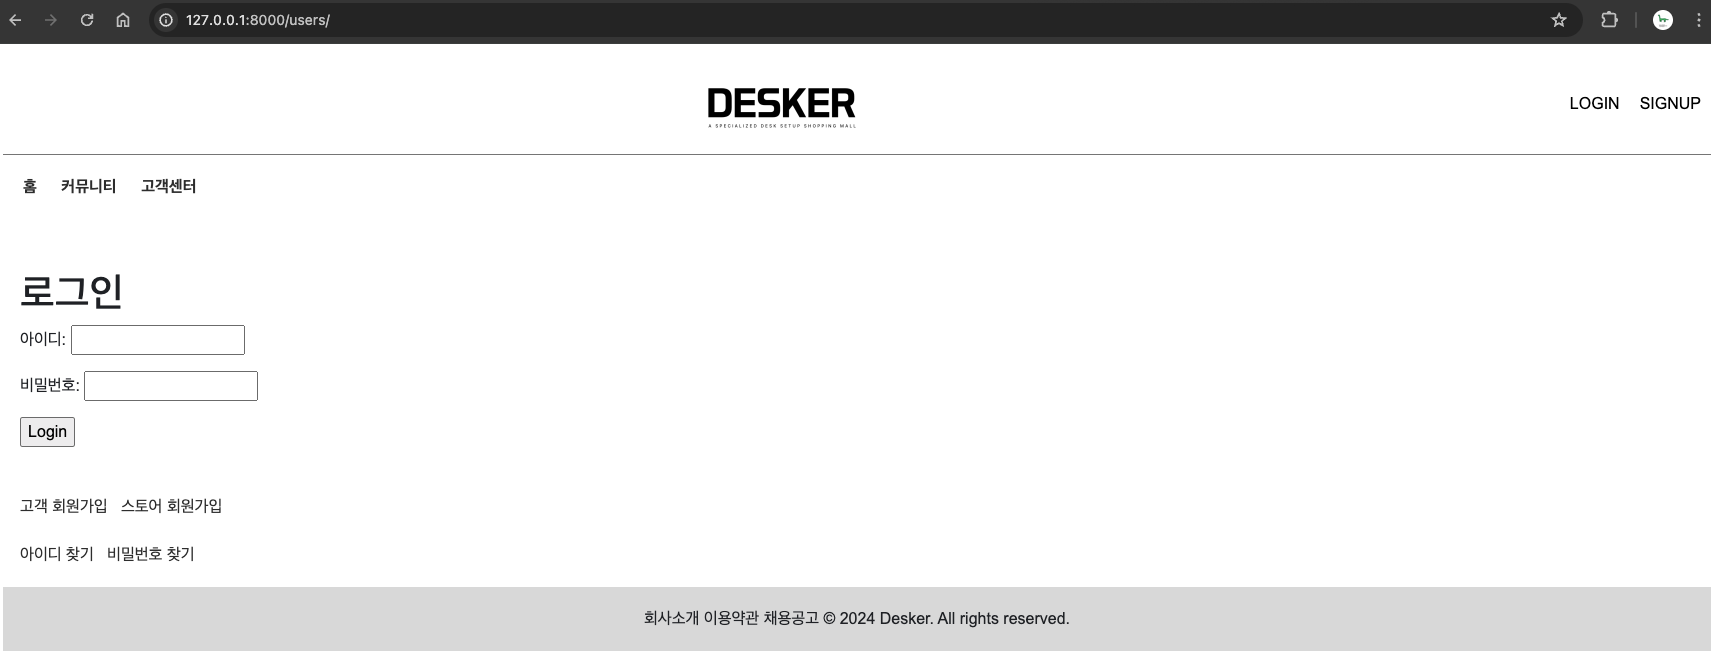 127.0.0.1:8000/users/
DESKER
A SPECIALIZED DESK SETUP SHOPPING MALL
LOGIN SIGNUP
홈 커뮤니티 고객센터
로그인
아이디:
비밀번호:
Login
고객 회원가입 스토어 회원가입
아이디 찾기 비밀번호 찾기
회사소개 이용약관 채용공고 © 2024 Desker. All rights reserved.